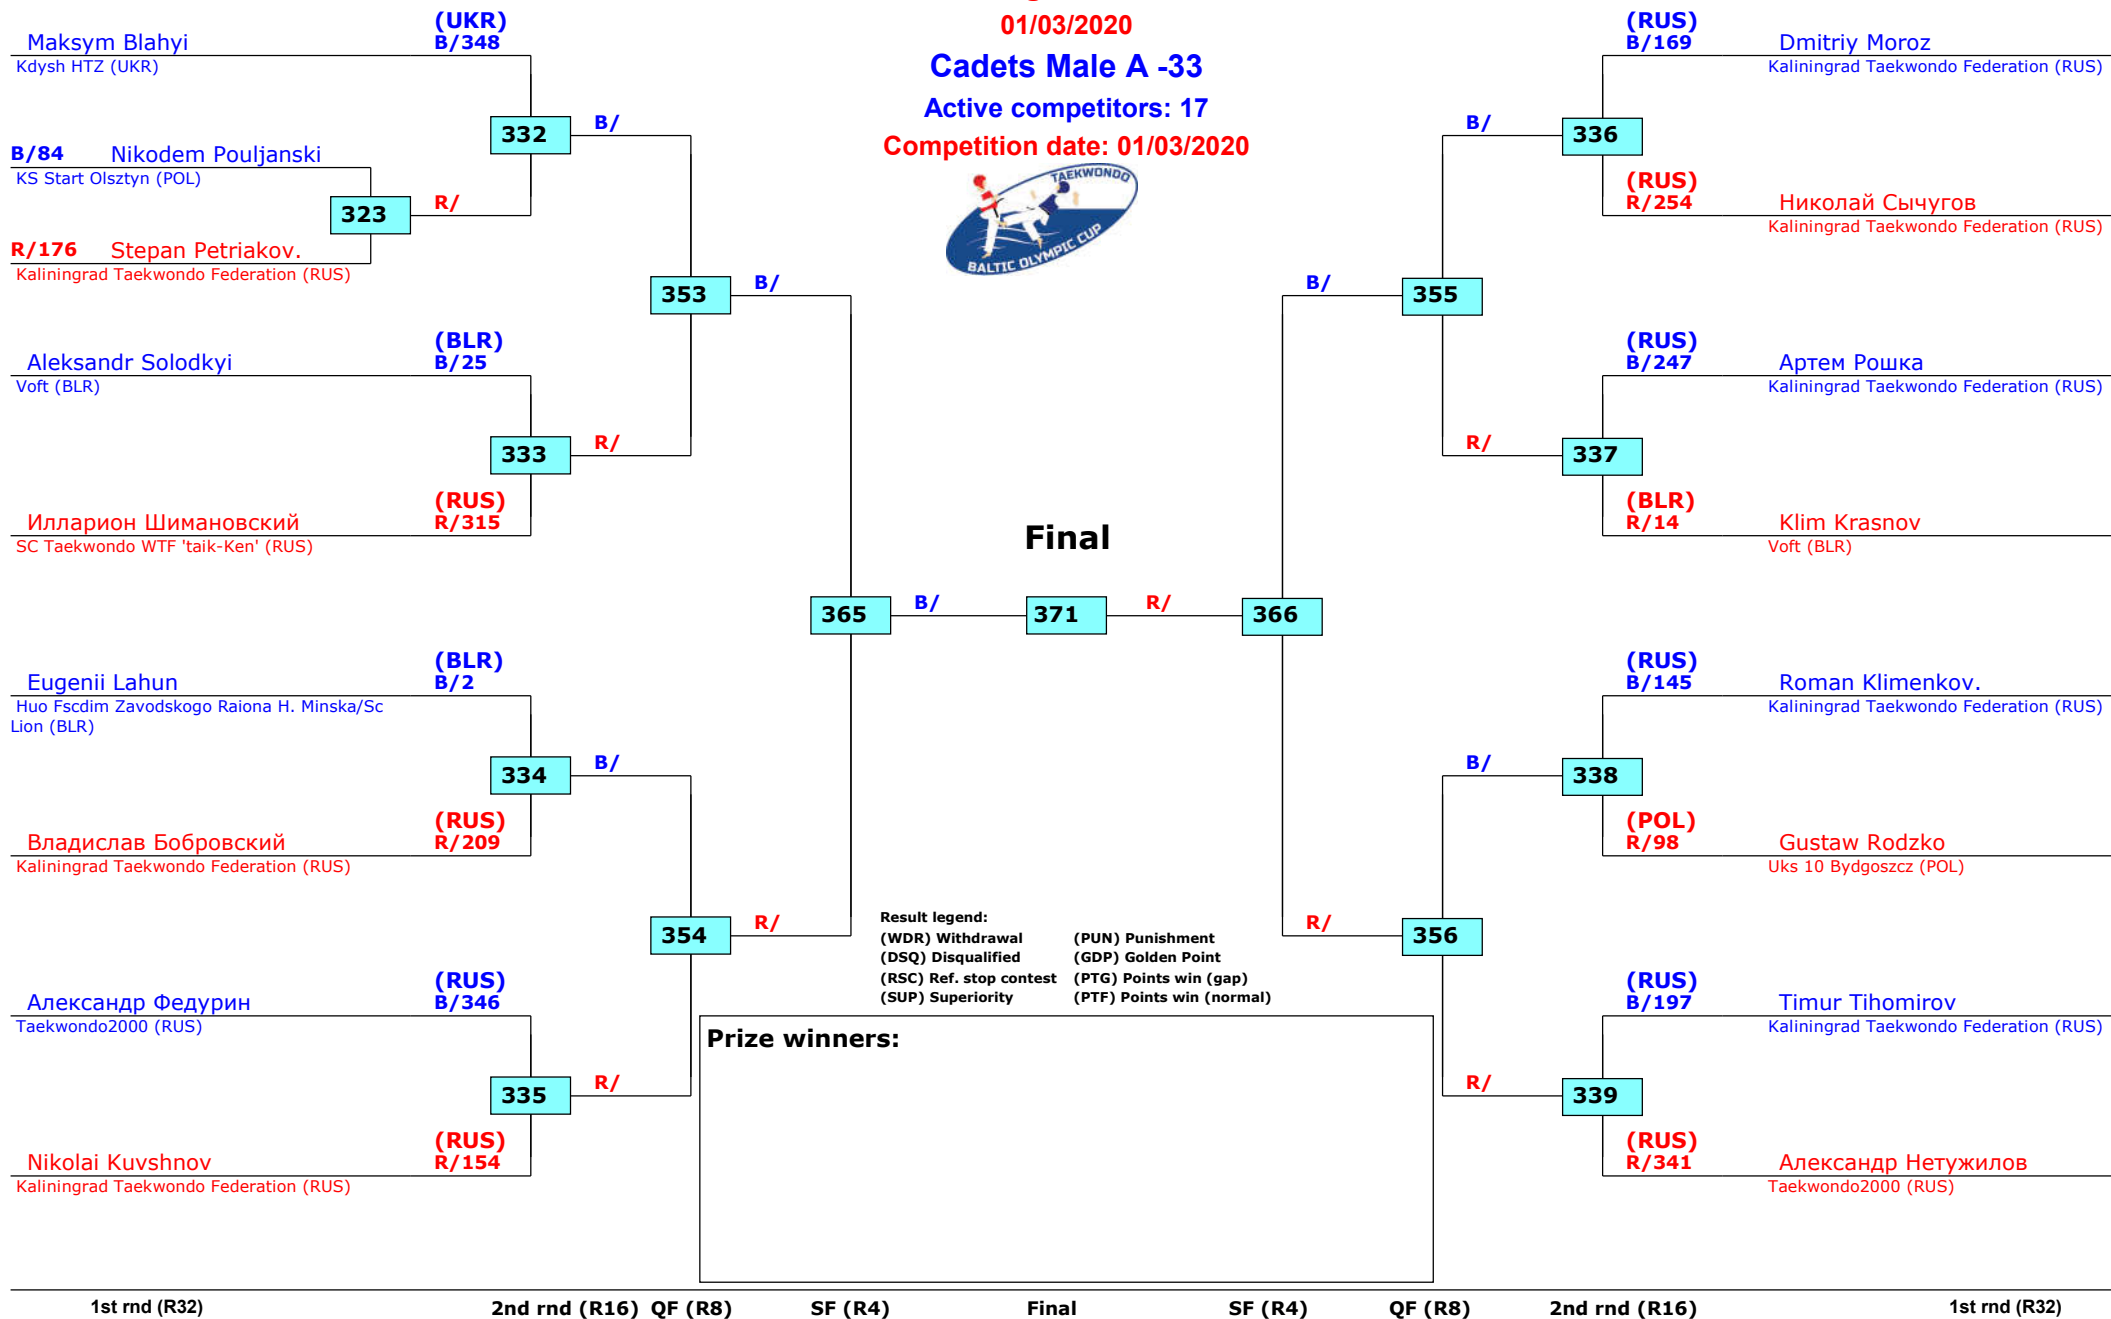 01/03/2020
Cadets Male A -33
Active competitors: 17
Competition date: 01/03/2020
TAEKWONDO
BALTIC OLYMPIC CUP
(UKR)
Maksym Blahyi B/348
Kdysh HTZ (UKR)
332 B/
B/84 Nikodem Pouljanski
KS Start Olsztyn (POL)
323 R/
R/176 Stepan Petriakov.
Kaliningrad Taekwondo Federation (RUS)
353 B/
(BLR)
Aleksandr Solodkyi B/25
Voft (BLR)
333 R/
(RUS)
Илларион Шимановский R/315
SC Taekwondo WTF 'taik-Ken' (RUS)
365 B/
(BLR)
Eugenii Lahun B/2
Huo Fscdim Zavodskogo Raiona H. Minska/Sc
Lion (BLR)
334 B/
(RUS)
Владислав Бобровский R/209
Kaliningrad Taekwondo Federation (RUS)
354 R/
(RUS)
Александр Федурин B/346
Taekwondo2000 (RUS)
335 R/
(RUS)
Nikolai Kuvshnov R/154
Kaliningrad Taekwondo Federation (RUS)
Final
371
(RUS)
B/169 Dmitriy Moroz
Kaliningrad Taekwondo Federation (RUS)
B/ 336
(RUS)
R/254 Николай Сычугов
Kaliningrad Taekwondo Federation (RUS)
B/ 355
(RUS)
B/247 Артем Рошка
Kaliningrad Taekwondo Federation (RUS)
R/ 337
(BLR)
R/14 Klim Krasnov
Voft (BLR)
R/ 366
(RUS)
B/145 Roman Klimenkov.
Kaliningrad Taekwondo Federation (RUS)
B/ 338
(POL)
R/98 Gustaw Rodzko
Uks 10 Bydgoszcz (POL)
R/ 356
(RUS)
B/197 Timur Tihomirov
Kaliningrad Taekwondo Federation (RUS)
R/ 339
(RUS)
R/341 Александр Нетужилов
Taekwondo2000 (RUS)
Result legend:
(WDR) Withdrawal (PUN) Punishment
(DSQ) Disqualified (GDP) Golden Point
(RSC) Ref. stop contest (PTG) Points win (gap)
(SUP) Superiority (PTF) Points win (normal)
Prize winners:
1st rnd (R32) 2nd rnd (R16) QF (R8) SF (R4) Final SF (R4) QF (R8) 2nd rnd (R16) 1st rnd (R32)